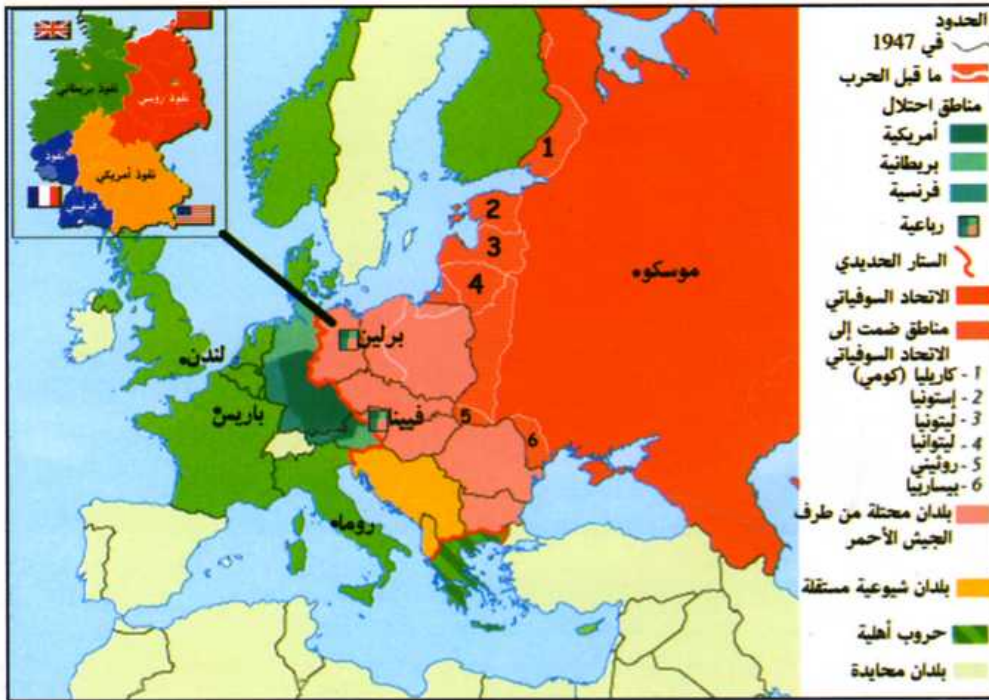 الحدود
في 1947
ما قبل الحرب
مناطق احتلال
أمريكية
بريطانية
فرنسية
رباعية
الستار الحديدي
الاتحاد السوفياتي
مناطق ضمت إلى
الاتحاد السوفياتي
1 - كاريليا (كومي)
2 - إستونيا
3 - ليتونيا
4 - ليتوانيا
5 - روثيني
6 - بيساربيا
بلدان محتلة من طرف
الجيش الأحمر
بلدان شيوعية مستقلة
حروب أهلية
بلدان محايدة
نفوذ بريطاني
نفوذ روسي
نفوذ
فرنسي
نفوذ أمريكي
1
2
3
4
موسكو
برلين
لندن
باريس
فيينا
5
6
روما